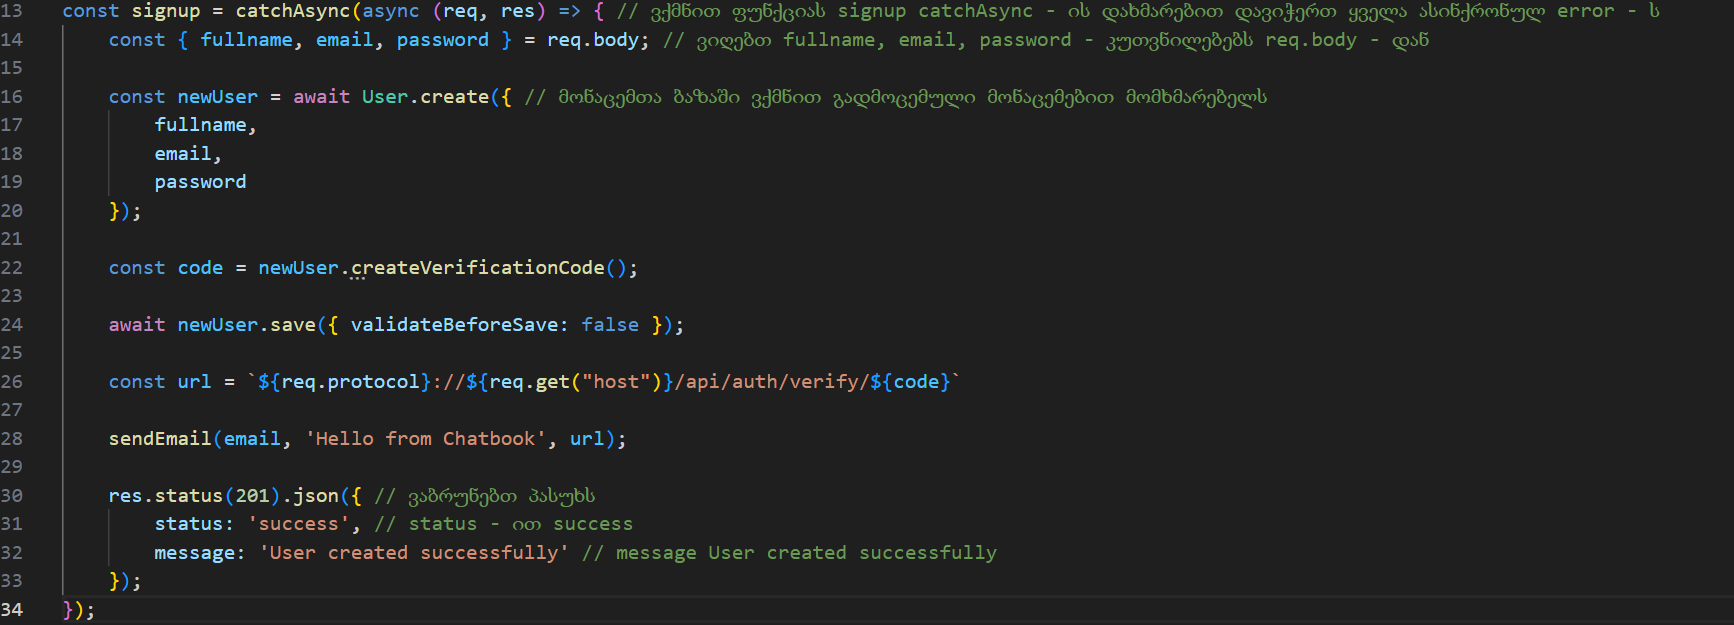 13 const signup = catchAsync(async (req, res) => { // ვქმნით ფუნქციას signup catchAsync - ის დახმარებით დავიჭერთ ყველა ასინქრონულ error - ს
14 const { fullname, email, password } = req.body; // ვიღებთ fullname, email, password - კუთვნილებებს req.body - დან
15
16 const newUser = await User.create({ // მონაცემთა ბაზაში ვქმნით გადმოცემული მონაცემებით მომხმარებელს
17 fullname,
18 email,
19 password
20 });
21
22 const code = newUser.createVerificationCode();
23
24 await newUser.save({ validateBeforeSave: false });
25
26 const url = `${req.protocol}://${req.get("host")}/api/auth/verify/${code}`
27
28 sendEmail(email, 'Hello from Chatbook', url);
29
30 res.status(201).json({ // ვაბრუნებთ პასუხს
31 status: 'success', // status - ით success
32 message: 'User created successfully' // message User created successfully
33 });
34 });